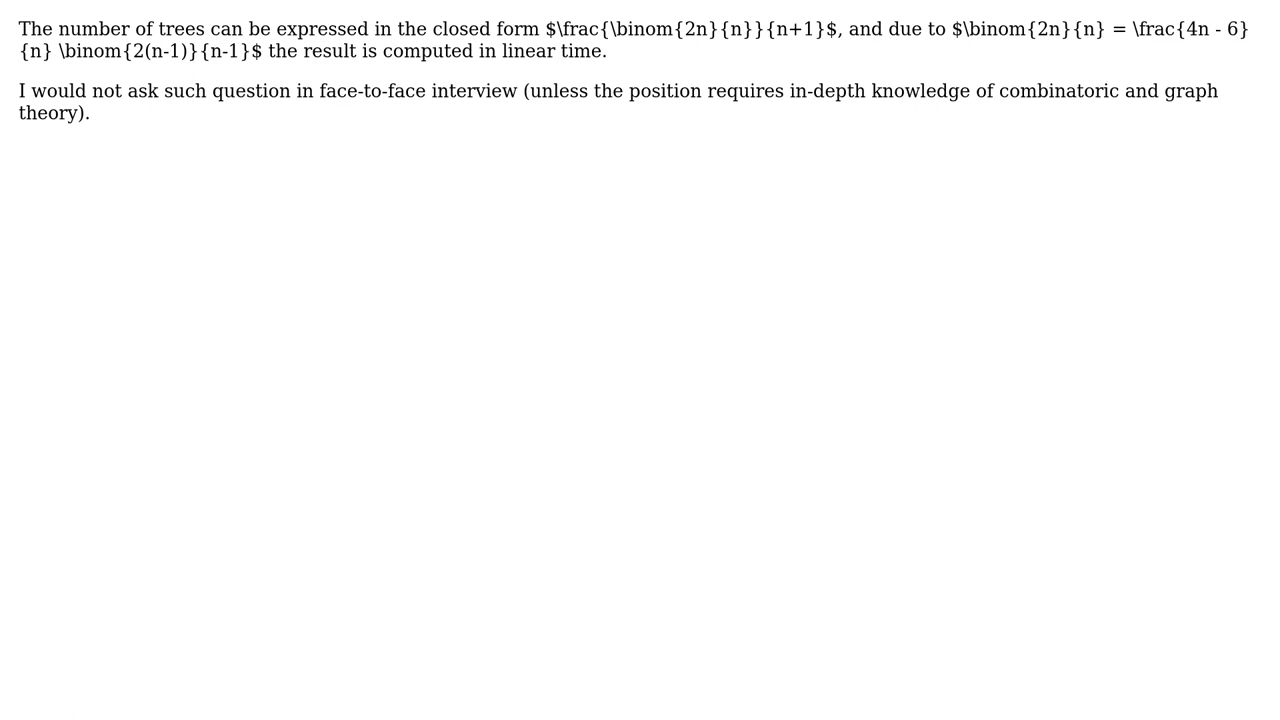 The number of trees can be expressed in the closed form $\frac{\binom{2n}{n}}{n+1}$, and due to $\binom{2n}{n} = \frac{4n - 6}
{n} \binom{2(n-1)}{n-1}$ the result is computed in linear time.
I would not ask such question in face-to-face interview (unless the position requires in-depth knowledge of combinatoric and graph
theory).